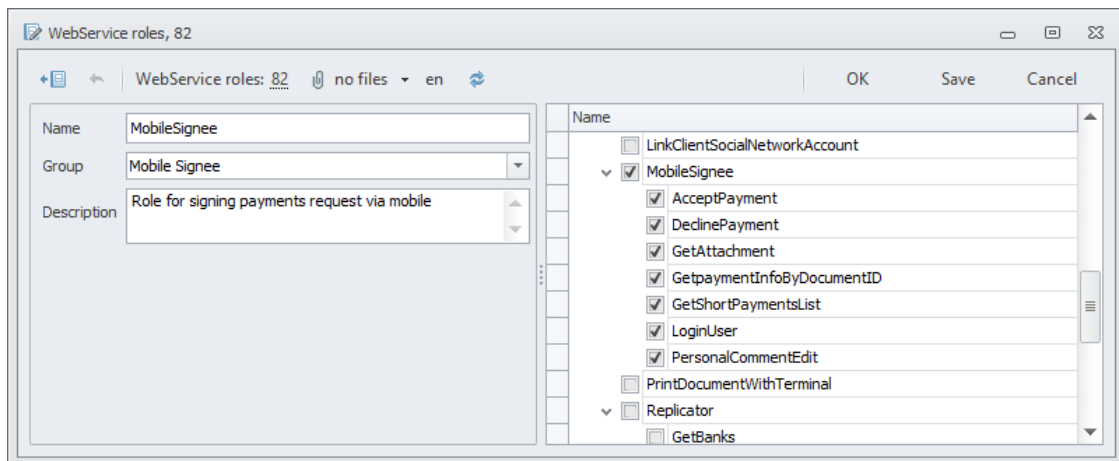 WebService roles, 82
WebService roles: 82 no files en OK Save Cancel
Name MobileSignee
Group Mobile Signee
Description Role for signing payments request via mobile
Name
LinkClientSocialNetworkAccount
MobileSignee
AcceptPayment
DeclinePayment
GetAttachment
GetpaymentInfoByDocumentID
GetShortPaymentsList
LoginUser
PersonalCommentEdit
PrintDocumentWithTerminal
Replicator
GetBanks